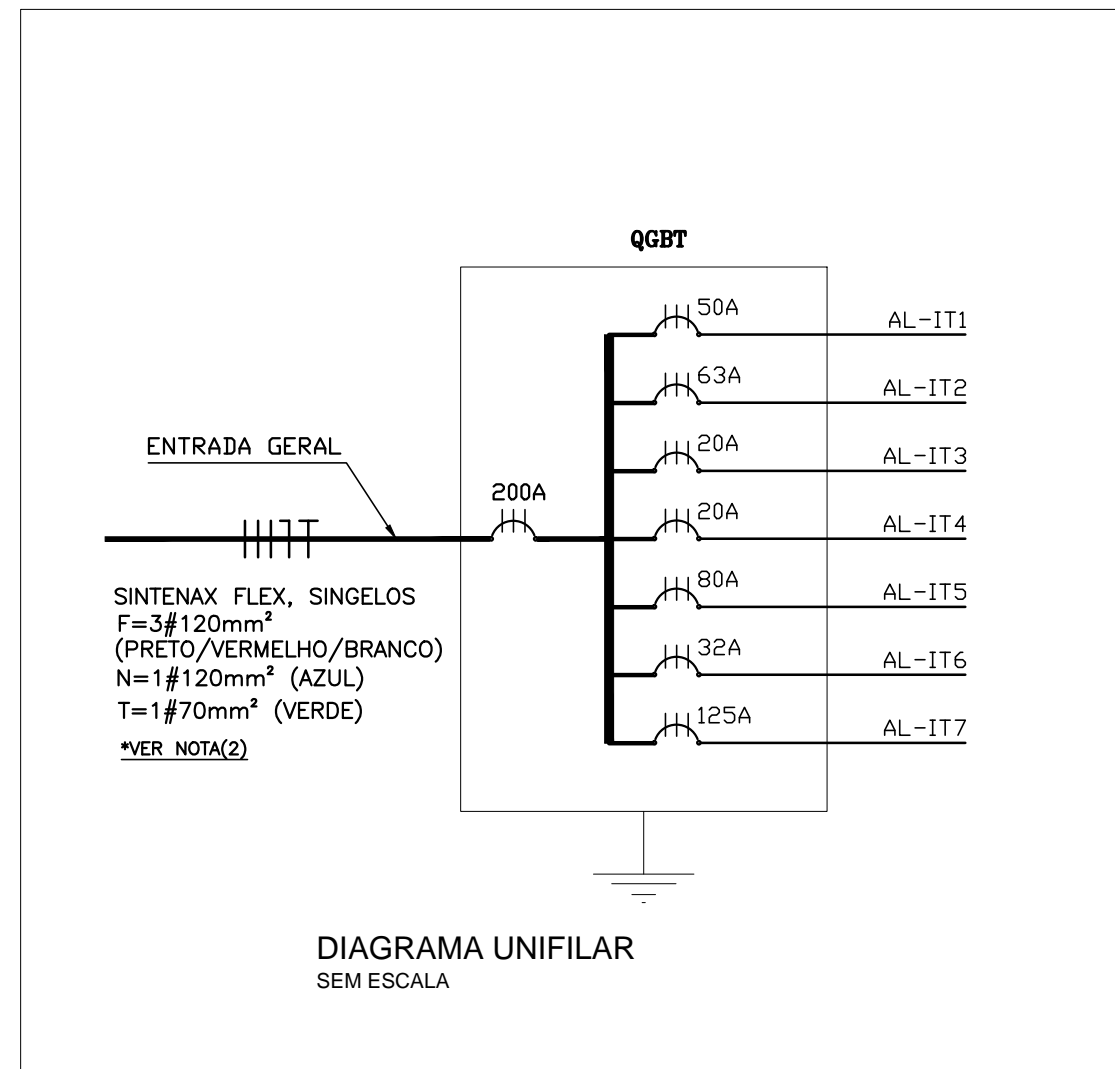 QGBT
50A
AL-IT1
63A
AL-IT2
20A
AL-IT3
ENTRADA GERAL
200A
20A
AL-IT4
80A
AL-IT5
SINTENAX FLEX, SINGELOS
F=3#120mm²
(PRETO/VERMELHO/BRANCO)
N=1#120mm² (AZUL)
T=1#70mm² (VERDE)
*VER NOTA(2)
32A
AL-IT6
125A
AL-IT7
DIAGRAMA UNIFILAR
SEM ESCALA